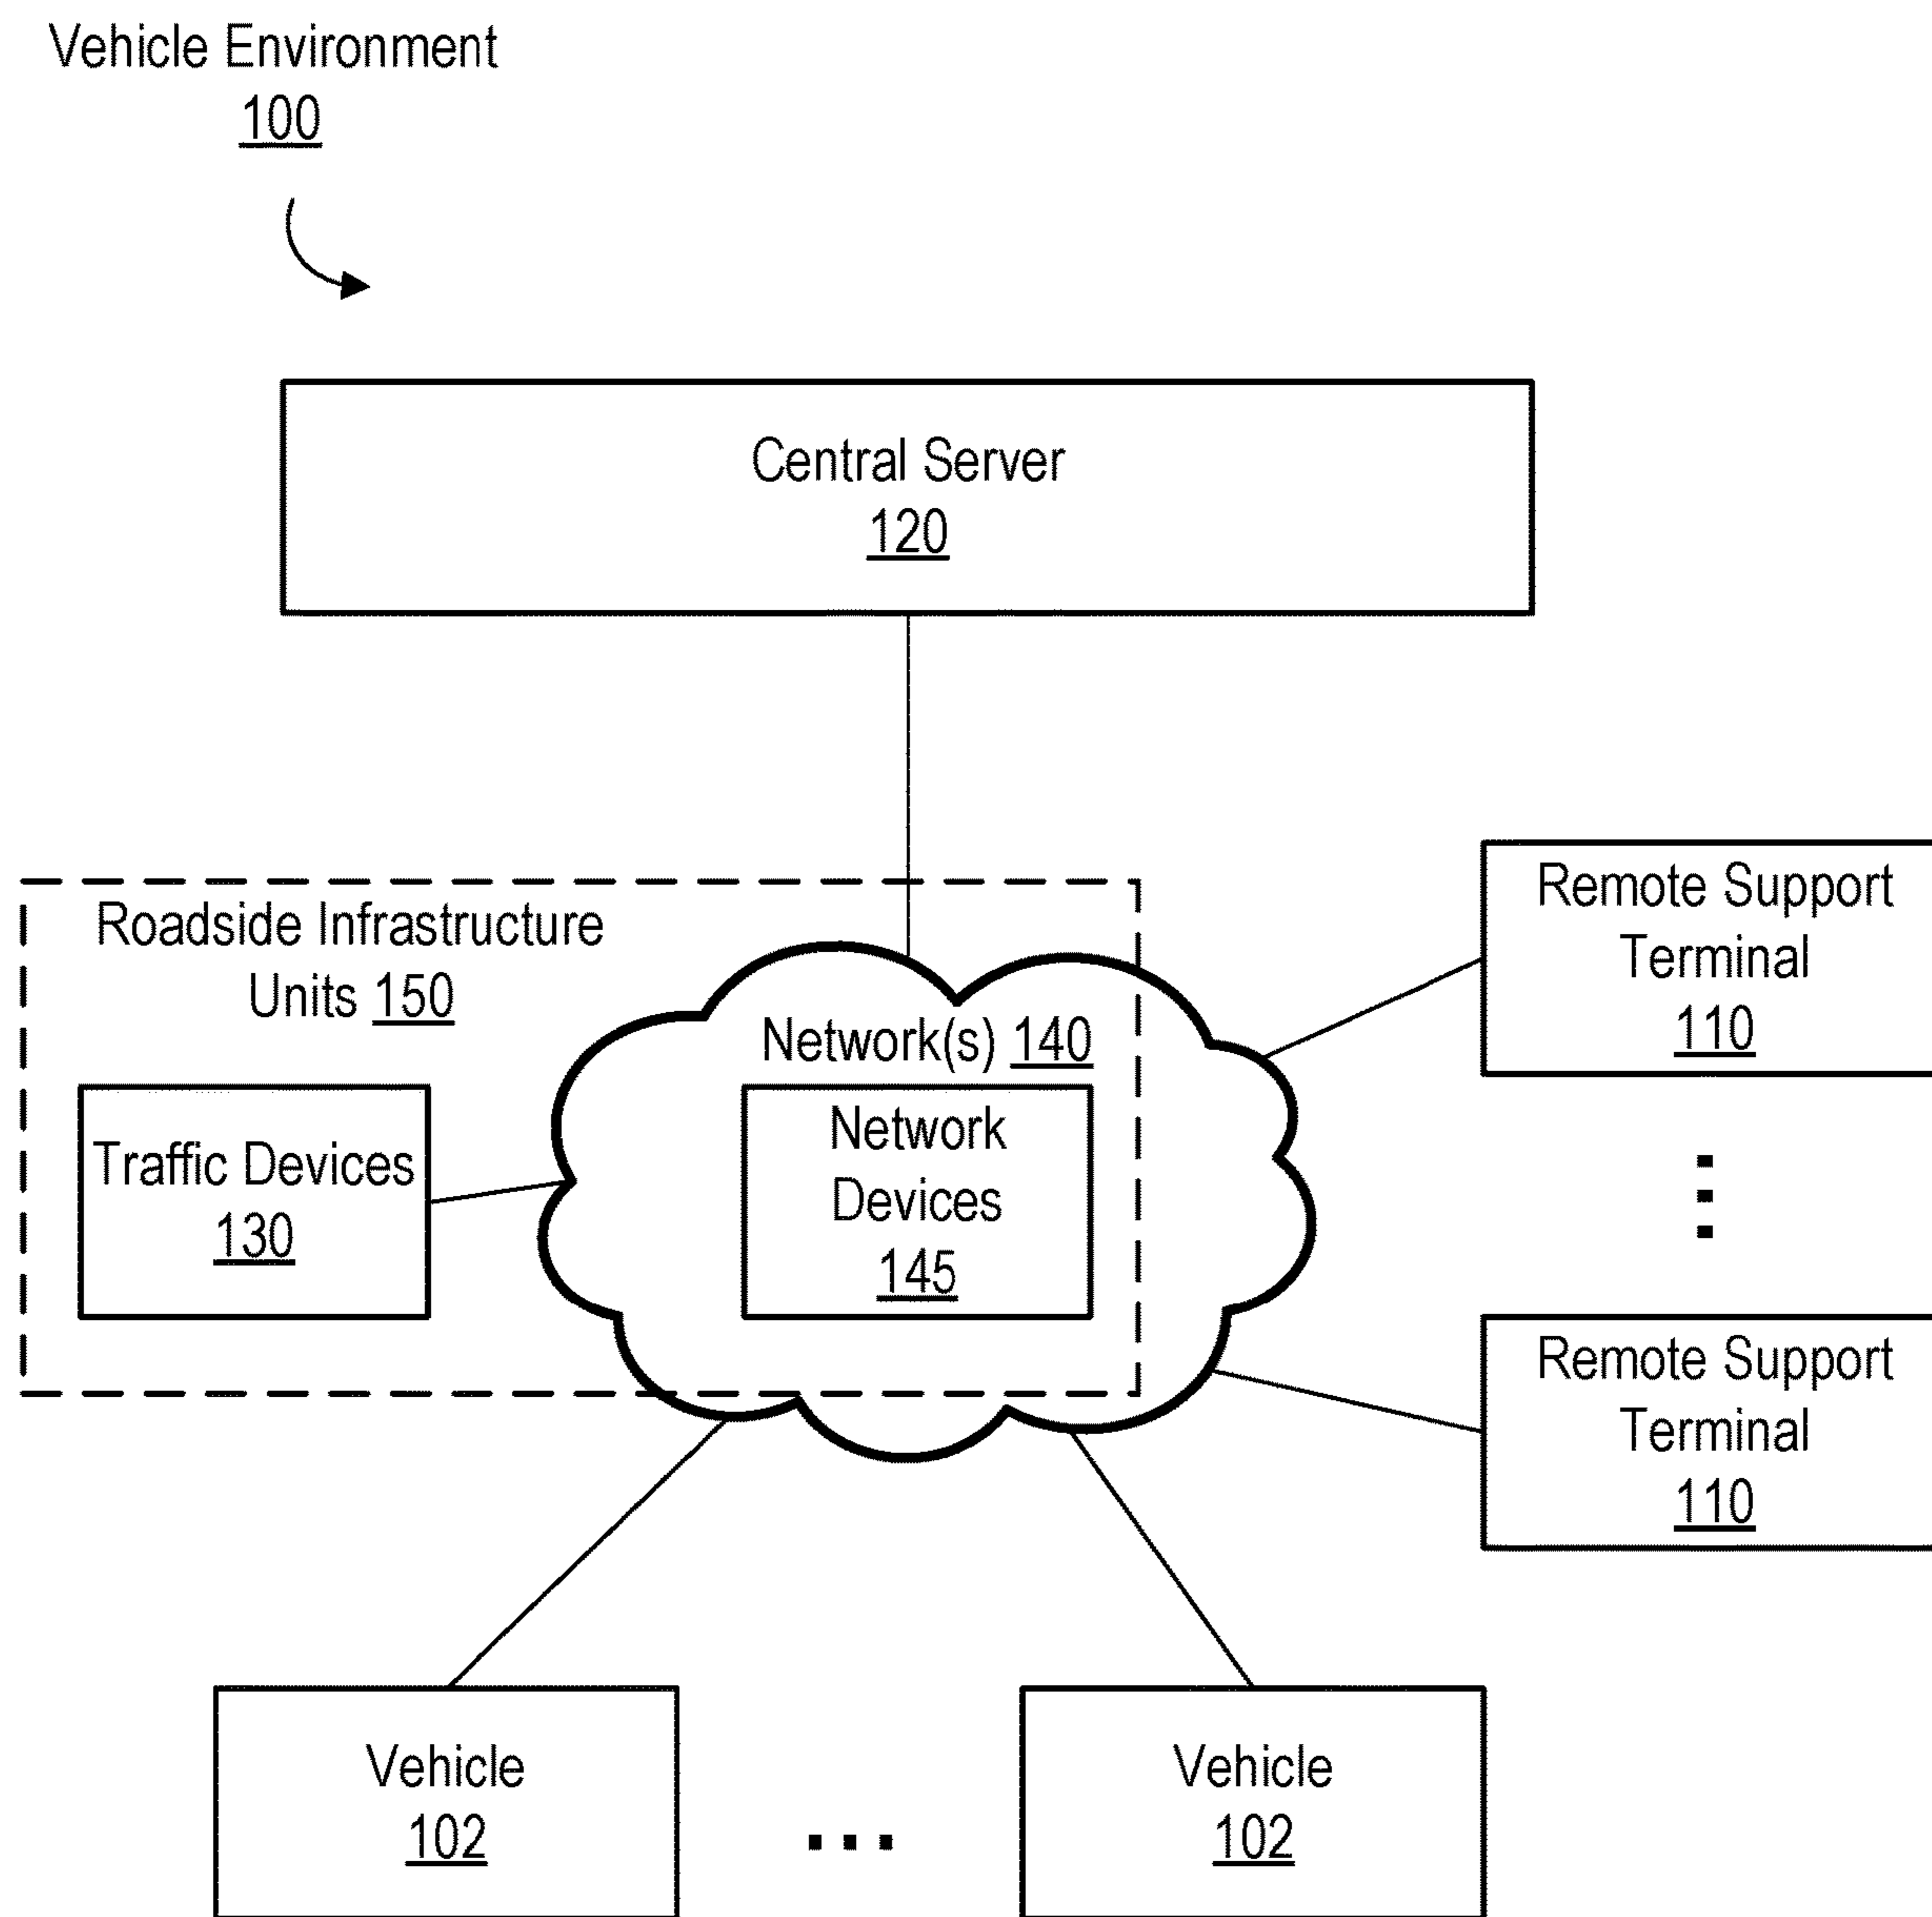 Vehicle Environment
100
Central Server
120
Roadside Infrastructure
Units 150
Network(s) 140
Traffic Devices
130
Network
Devices
145
Remote Support
Terminal
110
Remote Support
Terminal
110
Vehicle
102
Vehicle
102